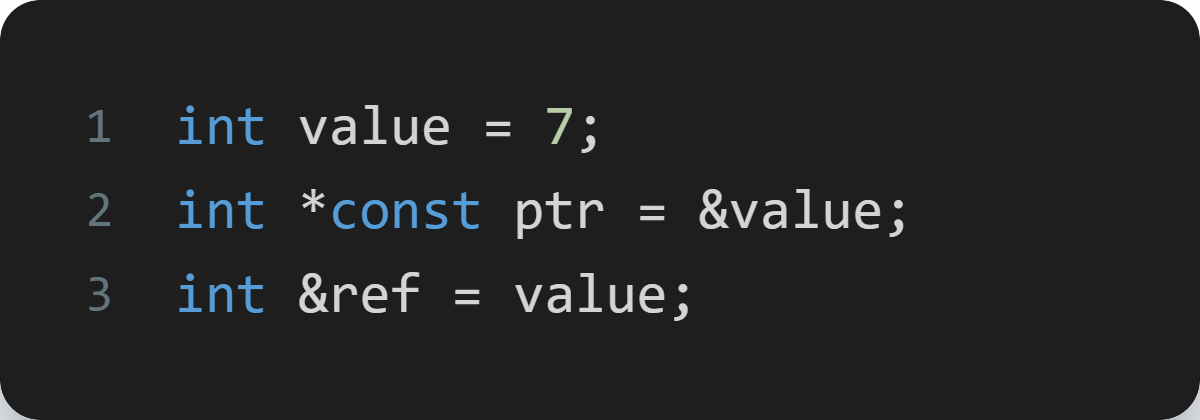 1 int value = 7;
2 int *const ptr = &value;
3 int &ref = value;